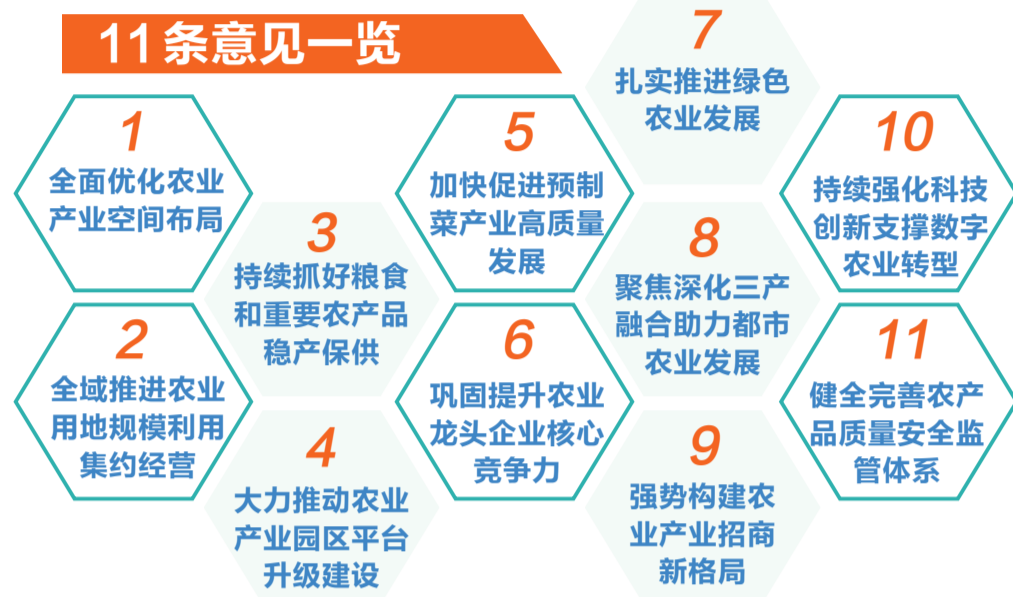 11条意见一览
1
全面优化农业
产业空间布局
2
全域推进农业
用地规模利用
集约经营
3
持续抓好粮食
和重要农产品
稳产保供
4
大力推动农业
产业园区平台
升级建设
5
加快促进预制
菜产业高质量
发展
6
巩固提升农业
龙头企业核心
竞争力
7
扎实推进绿色
农业发展
8
聚焦深化三产
融合助力都市
农业发展
9
强势构建农
业产业招商
新格局
10
持续强化科技
创新支撑数字
农业转型
11
健全完善农产
品质量安全监
管体系